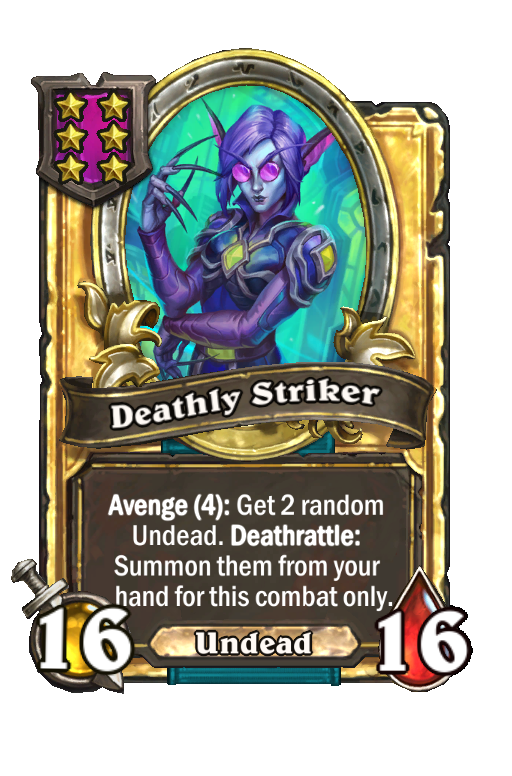 Deathly Striker
Avenge (4): Get 2 random
Undead. Deathrattle:
Summon them from your
hand for this combat only.
16
Undead
16